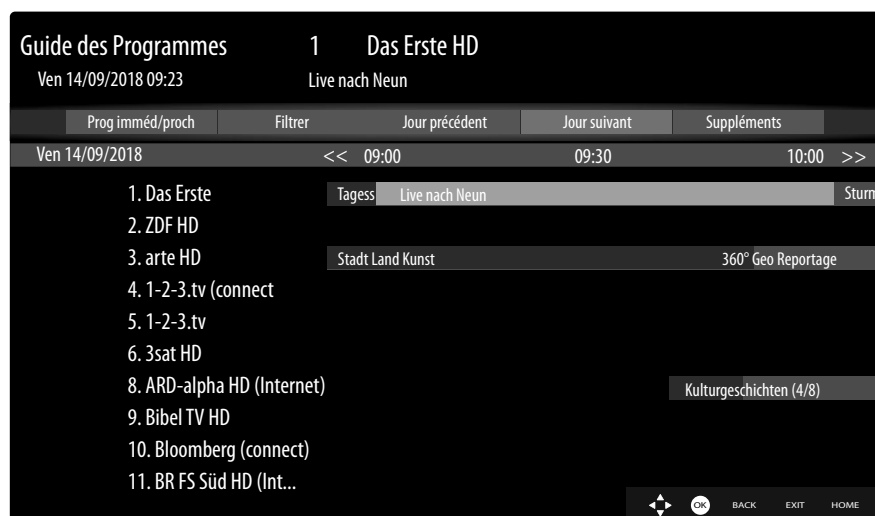 Guide des Programmes 1 Das Erste HD
Ven 14/09/2018 09:23 Live nach Neun
Prog imméd/proch Filtrer Jour précédent Jour suivant Suppléments
Ven 14/09/2018 << 09:00 09:30 10:00 >>
1. Das Erste Tagess Live nach Neun Sturm
2. ZDF HD
3. arte HD Stadt Land Kunst 360° Geo Reportage
4. 1-2-3.tv (connect
5. 1-2-3.tv
6. 3sat HD
8. ARD-alpha HD (Internet) Kulturgeschichten (4/8)
9. Bibel TV HD
10. Bloomberg (connect)
11. BR FS Süd HD (Int...
OK BACK EXIT HOME